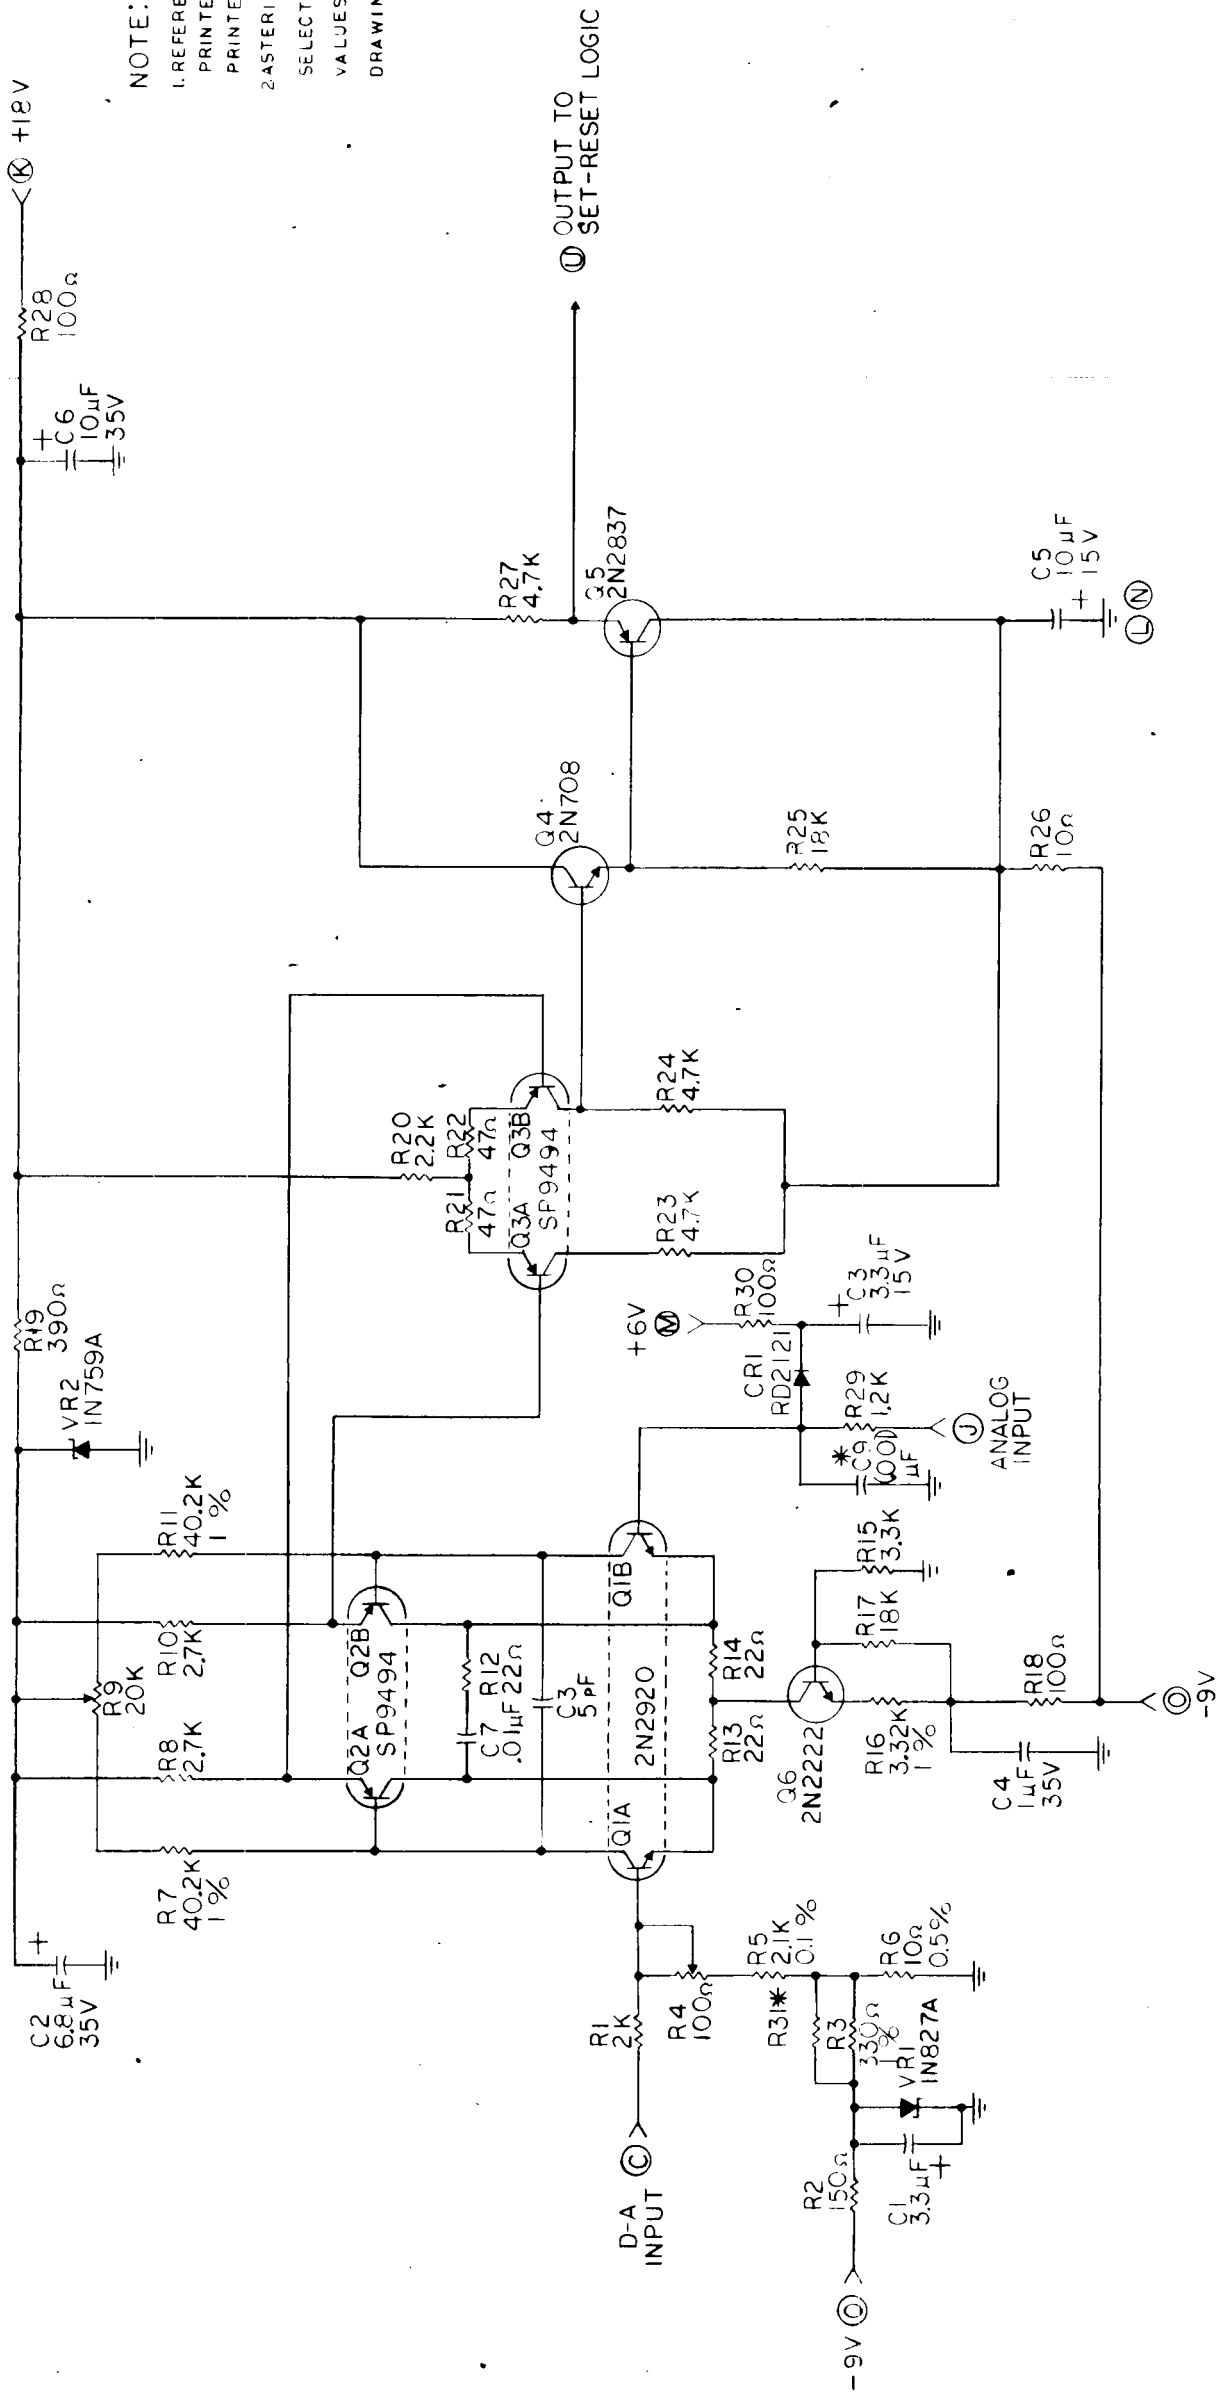 K +18V
NOTE:
1. REFERE
PRINTE
PRINTE
2. ASTERI
SELECT
VALUES
DRAWIN
R28
100Ω
+
C6
10µF
35V
U OUTPUT TO
SET-RESET LOGIC
R27
4.7K
Q5
2N2837
C5
10µF
15V
+
L N
Q4
2N708
R25
18K
R26
10Ω
R20
2.2K
R21
47Ω
R22
47Ω
Q3A
Q3B
SP9494
R23
4.7K
R24
4.7K
R19
390Ω
VR2
1N759A
+6V
M
R30
100Ω
CR1
RD2121
+
C3
3.3µF
15V
R29
1.2K
*
C9
µF
J
ANALOG
INPUT
R11
40.2K
1%
R10
2.7K
R9
20K
R8
2.7K
R7
40.2K
1%
+
C2
6.8µF
35V
Q2A
Q2B
SP9494
C7
.01µF
R12
22Ω
C3
5PF
Q1A
Q1B
2N2920
R13
22Ω
R14
22Ω
Q6
2N2222
R15
3.3K
R17
18K
R16
3.32K
1%
R18
100Ω
C4
1µF
35V
O
-9V
D-A
INPUT
C
R1
2K
R4
100Ω
R5
2.1K
0.1%
R31*
R3
330Ω
1%
R6
10Ω
0.5%
VR1
1N827A
R2
150Ω
C1
3.3µF
+
-9V O